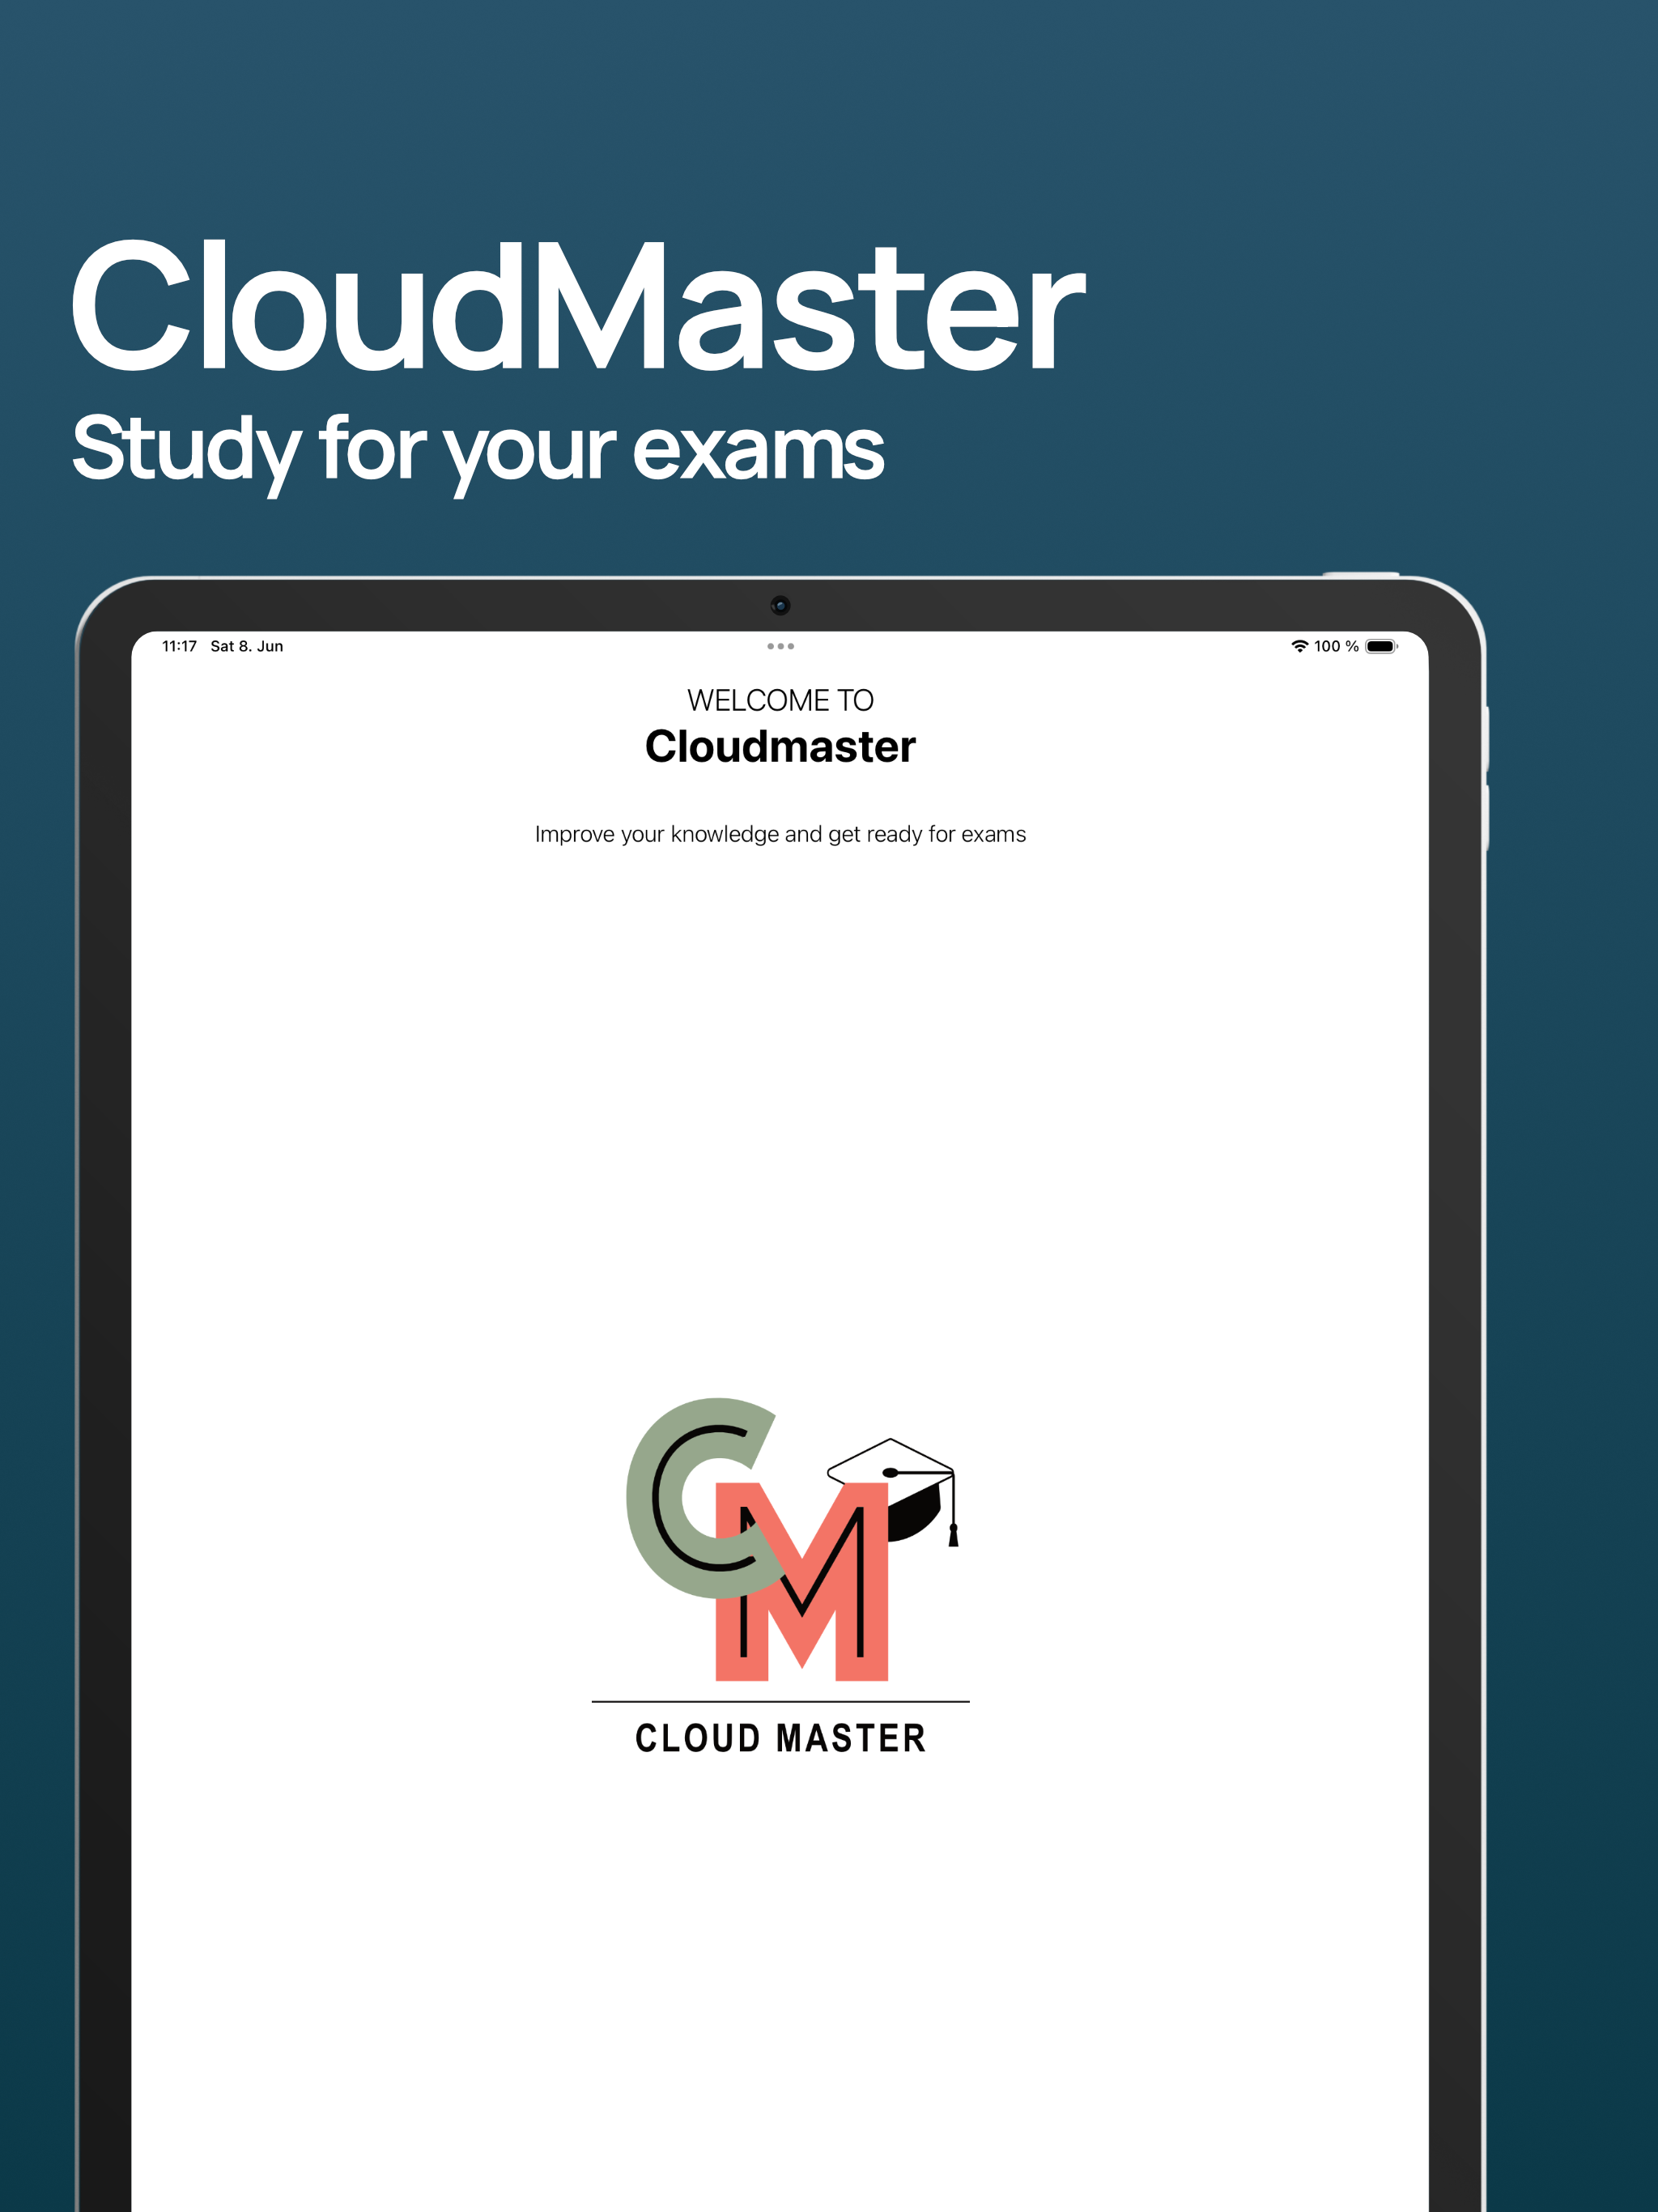 CloudMaster
Study for your exams
11:17 Sat 8. Jun
100 %
WELCOME TO
Cloudmaster
Improve your knowledge and get ready for exams
CM
CLOUD MASTER